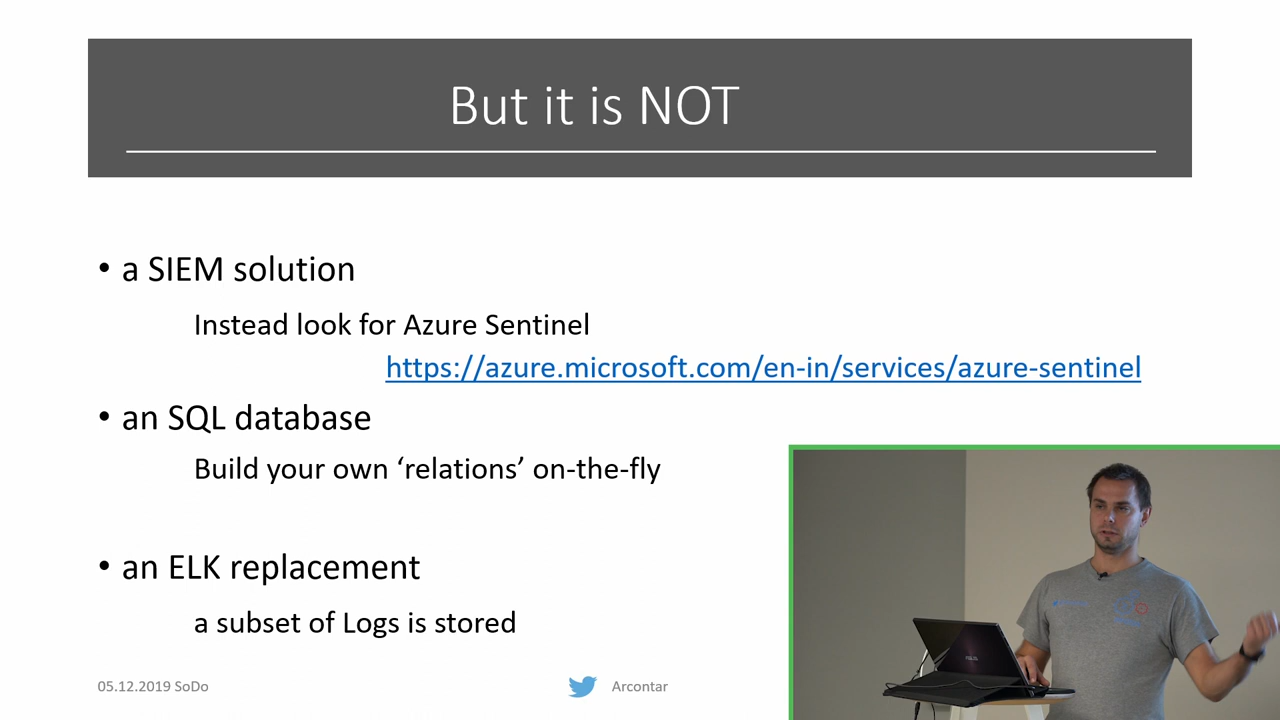 But it is NOT
• a SIEM solution
Instead look for Azure Sentinel
https://azure.microsoft.com/en-in/services/azure-sentinel
• an SQL database
Build your own ‘relations’ on-the-fly
• an ELK replacement
a subset of Logs is stored
05.12.2019 SoDo
Arcontar
ASUS